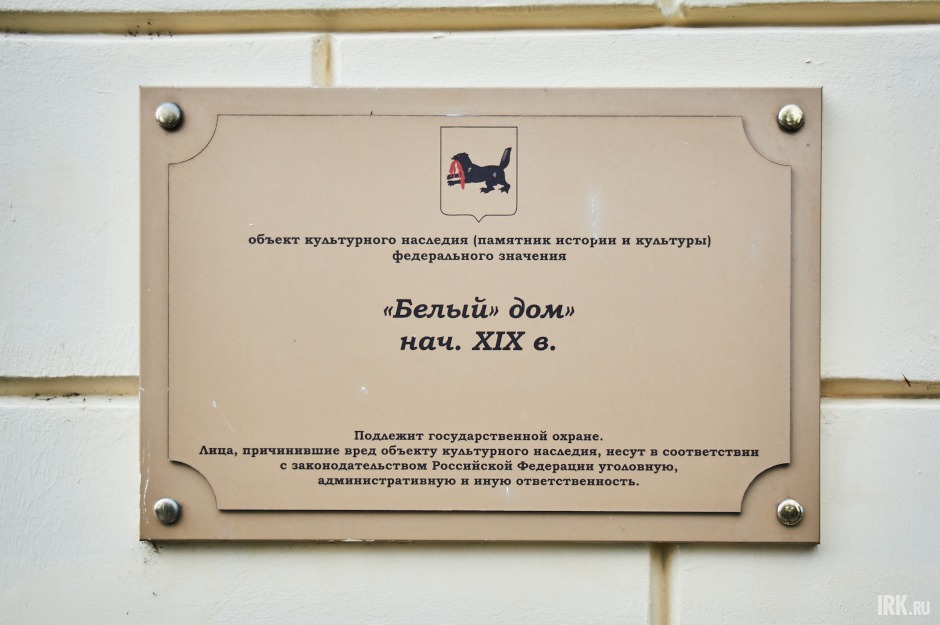 объект культурного наследия (памятник истории и культуры)
федерального значения
«Белый» дом»
нач. XIX в.
Подлежит государственной охране.
Лица, причинившие вред объекту культурного наследия, несут в соответствии
с законодательством Российской Федерации уголовную,
административную и иную ответственность.
IRK.RU